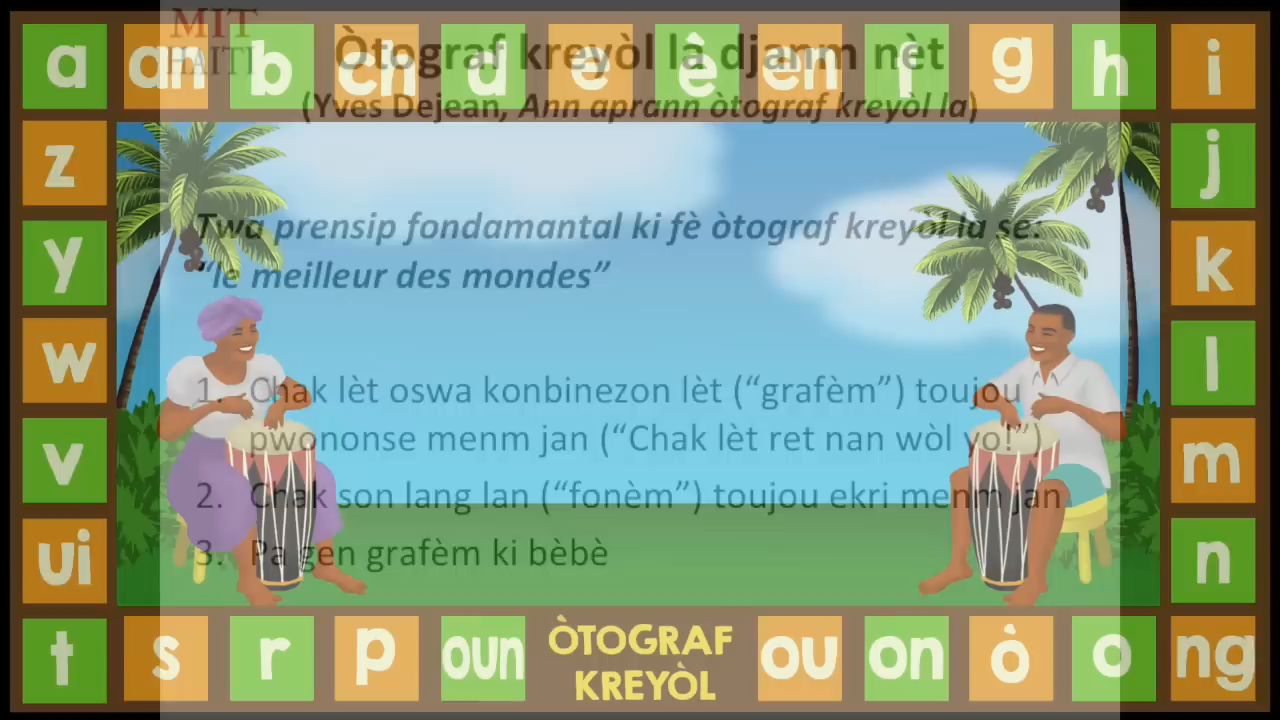 MIT
HAITI
Òtograf kreyòl la djanm nèt
(Yves Dejean, Ann aprann òtograf kreyòl la)
Twa prensip fondamantal ki fè òtograf kreyòl la se:
“le meilleur des mondes”
1. Chak lèt oswa konbinezon lèt (“grafèm”) toujou
pwononse menm jan (“Chak lèt ret nan wòl yo!”)
2. Chak son lang lan (“fonèm”) toujou ekri menm jan
3. Pa gen grafèm ki bèbè
a an b ch d e ê en f g h i
j
k
l
m
n
ng
z
y
w
v
ui
t s r p oun
ÒTOGRAF
KREYÒL
ou on ò o